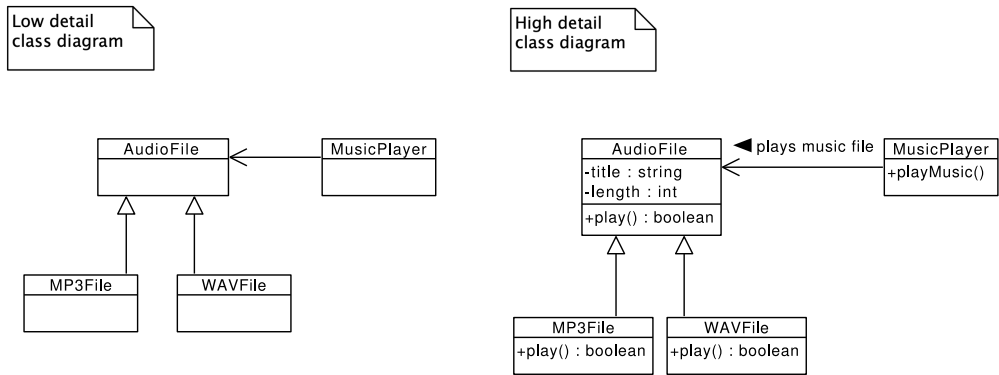 Low detail
class diagram
AudioFile
MusicPlayer
MP3File
WAVFile
High detail
class diagram
AudioFile
-title : string
-length : int
+play() : boolean
◀ plays music file
MusicPlayer
+playMusic()
MP3File
+play() : boolean
WAVFile
+play() : boolean